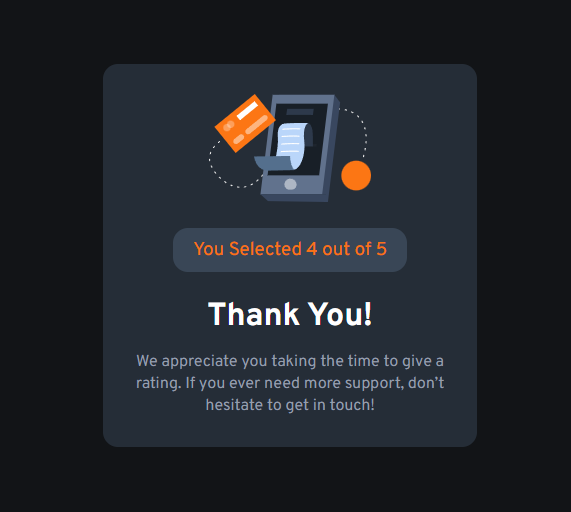 You Selected 4 out of 5
Thank You!
We appreciate you taking the time to give a
rating. If you ever need more support, don’t
hesitate to get in touch!